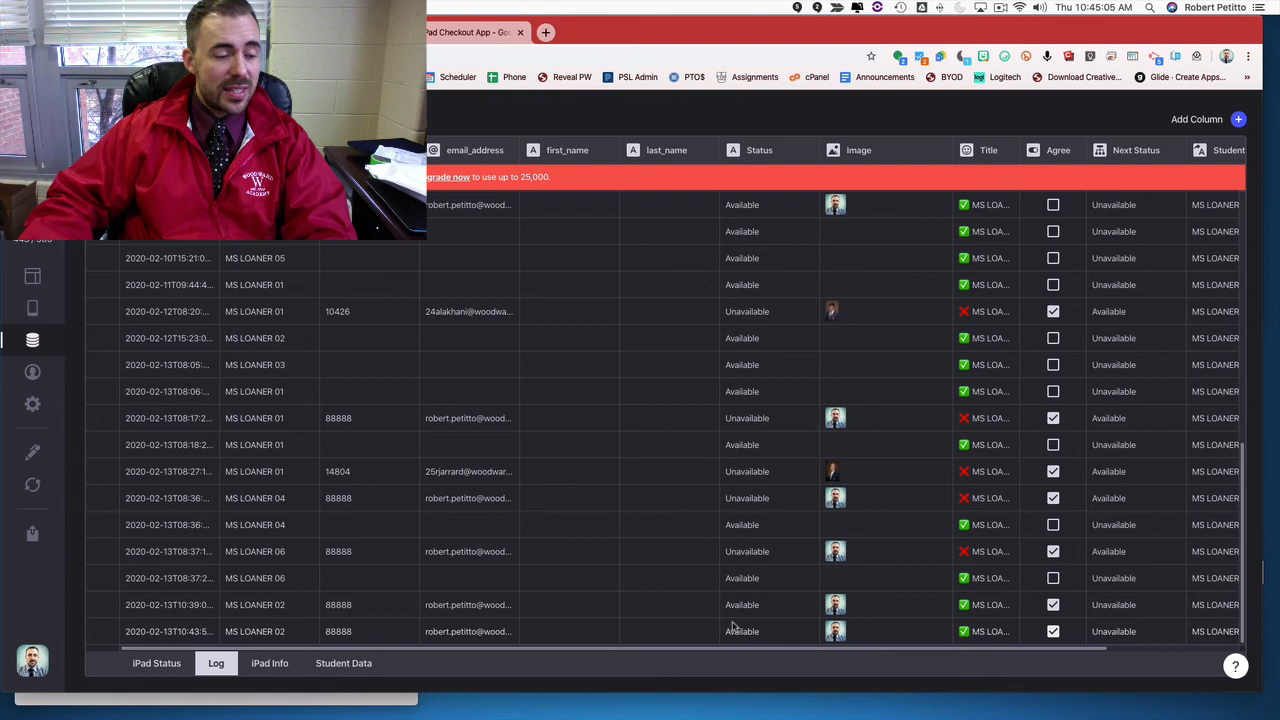 Thu 10:45:05 AM Robert Petitto
Pad Checkout App - Goo
Scheduler Phone Reveal PW PSL Admin PTO$ Assignments cPanel Announcements BYOD Logitech Download Creative... Glide · Create Apps...
Add Column
email_address first_name last_name Status Image Title Agree Next Status Student
grade now to use up to 25,000.
robert.petitto@wood... Available MS LOA... Unavailable MS LONER
Available MS LOA... Unavailable MS LOANER
2020-02-10T15:21:0... MS LOANER 05 Available MS LOA... Unavailable MS LOANER
2020-02-11T09:44:4... MS LOANER 01 Available MS LOA... Unavailable MS LOANER
2020-02-12T08:20:... MS LOANER 01 10426 24alakhani@woodwa... Unavailable MS LOA... Available MS LOANER
2020-02-12T15:23:0... MS LOANER 02 Available MS LOA... Unavailable MS LOANER
2020-02-13T08:05:... MS LOANER 03 Available MS LOA... Unavailable MS LOANER
2020-02-13T08:06:... MS LOANER 01 Available MS LOA... Unavailable MS LOANER
2020-02-13T08:17:2... MS LOANER 01 88888 robert.petitto@wood... Unavailable MS LOA... Available MS LOANER
2020-02-13T08:18:2... MS LOANER 01 Available MS LOA... Unavailable MS LOANER
2020-02-13T08:27:1... MS LOANER 01 14804 25rjarrard@woodwar... Unavailable MS LOA... Available MS LOANER
2020-02-13T08:36:... MS LOANER 04 88888 robert.petitto@wood... Unavailable MS LOA... Available MS LOANER
2020-02-13T08:36:... MS LOANER 04 Available MS LOA... Unavailable MS LOANER
2020-02-13T08:37:1... MS LOANER 06 88888 robert.petitto@wood... Unavailable MS LOA... Available MS LOANER
2020-02-13T08:37:2... MS LOANER 06 Available MS LOA... Unavailable MS LOANER
2020-02-13T10:39:0... MS LOANER 02 88888 robert.petitto@wood... Available MS LOA... Unavailable MS LOANER
2020-02-13T10:43:5... MS LOANER 02 88888 robert.petitto@wood... Available MS LOA... Unavailable MS LOANER
iPad Status Log iPad Info Student Data
WOODWARD
W
ACADEMY